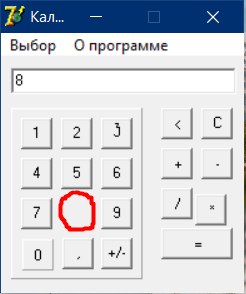 Кал...
Выбор О программе
8
1 2 3 < C
4 5 6 + -
7 9 / *
0 , +/- =